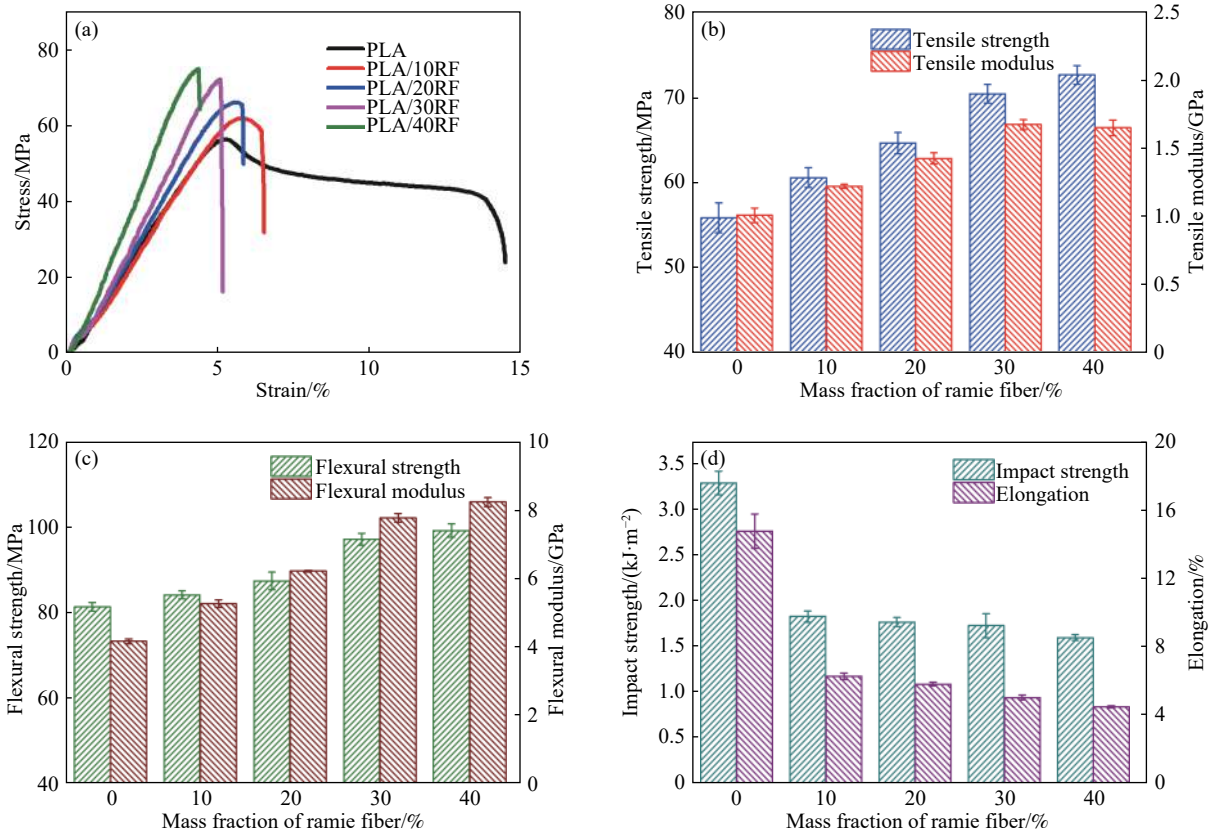 (a)
PLA
PLA/10RF
PLA/20RF
PLA/30RF
PLA/40RF
80
60
40
20
0
Stress/MPa
0 5 10 15
Strain/%
(b)
Tensile strength
Tensile modulus
80
70
60
50
40
Tensile strength/MPa
2.5
2.0
1.5
1.0
0.5
0
Tensile modulus/GPa
0 10 20 30 40
Mass fraction of ramie fiber/%
(c)
Flexural strength
Flexural modulus
120
100
80
60
40
Flexural strength/MPa
10
8
6
4
2
0
Flexural modulus/GPa
0 10 20 30 40
Mass fraction of ramie fiber/%
(d)
Impact strength
Elongation
3.5
3.0
2.5
2.0
1.5
1.0
0.5
0
Impact strength/(kJ·m⁻²)
20
16
12
8
4
0
Elongation/%
0 10 20 30 40
Mass fraction of ramie fiber/%